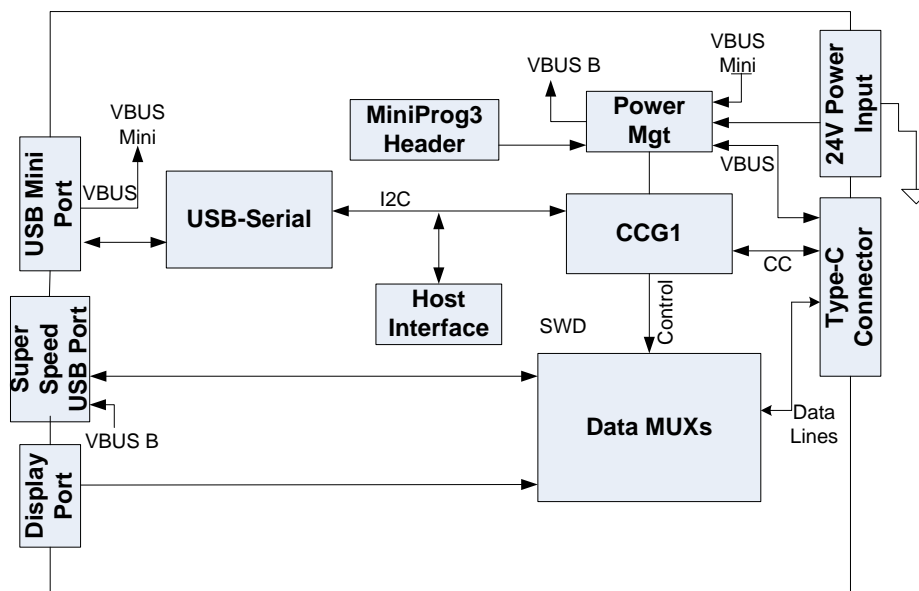 VBUS B
VBUS
Mini
24V Power
Input
VBUS
Mini
MiniProg3
Header
Power
Mgt
USB Mini
Port
VBUS
VBUS
USB-Serial
I2C
CCG1
CC
Type-C
Connector
Host
Interface
Super
Speed
USB Port
SWD
Control
VBUS B
Data MUXs
Data
Lines
Display
Port